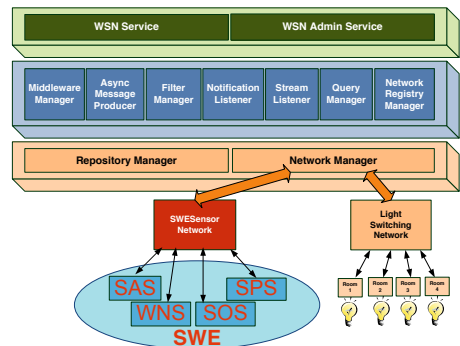 WSN Service
WSN Admin Service
Middleware
Manager
Async
Message
Producer
Filter
Manager
Notification
Listener
Stream
Listener
Query
Manager
Network
Registry
Manager
Repository Manager
Network Manager
SWESensor
Network
Light
Switching
Network
SAS
WNS
SOS
SPS
SWE
Room
1
Room
2
Room
3
Room
4